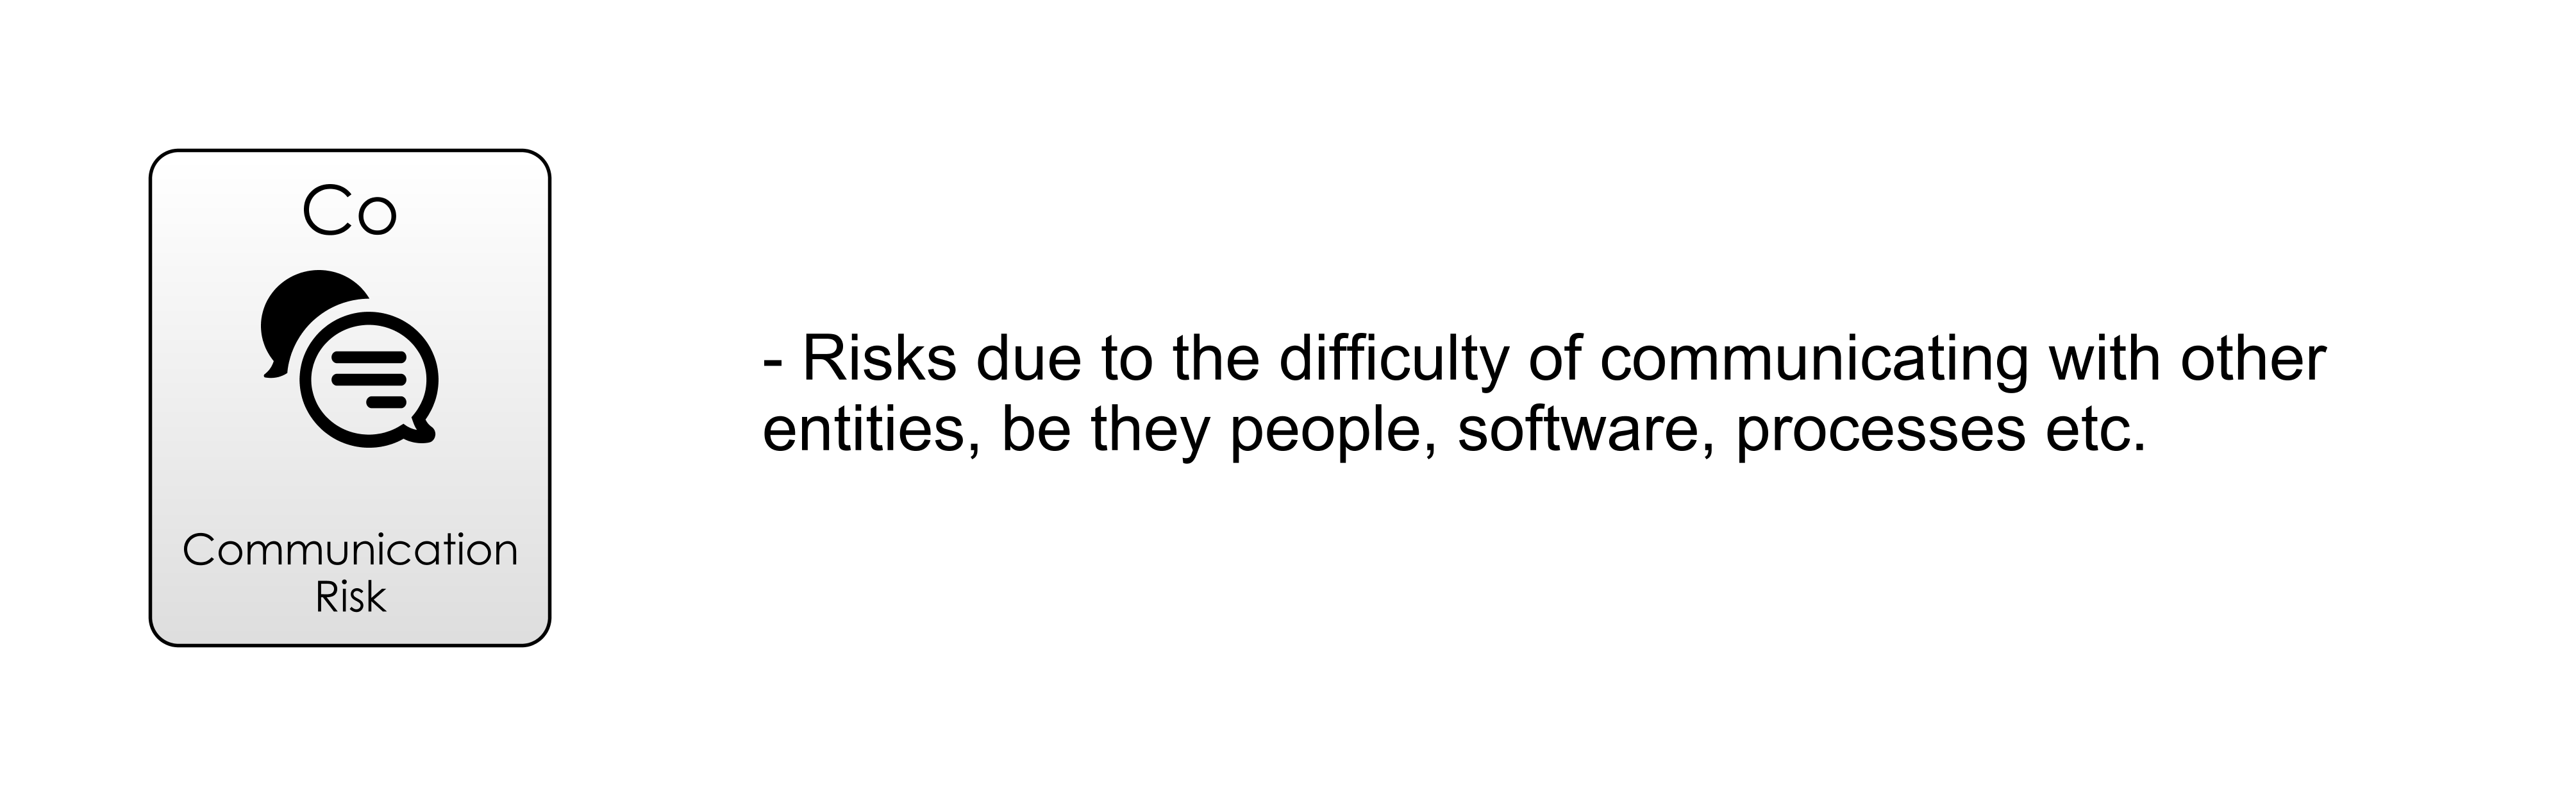 Co
Communication
Risk
- Risks due to the difficulty of communicating with other
entities, be they people, software, processes etc.